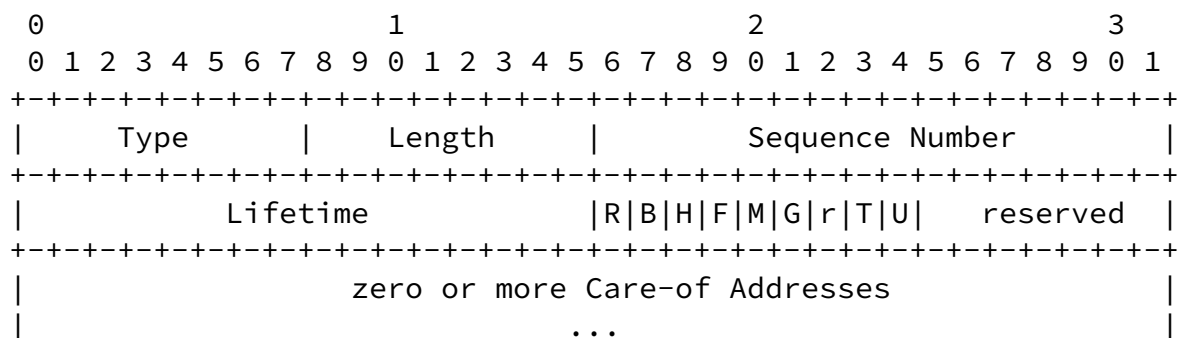 0                   1                   2                   3
 0 1 2 3 4 5 6 7 8 9 0 1 2 3 4 5 6 7 8 9 0 1 2 3 4 5 6 7 8 9 0 1
+-+-+-+-+-+-+-+-+-+-+-+-+-+-+-+-+-+-+-+-+-+-+-+-+-+-+-+-+-+-+-+-+
|     Type      |    Length     |        Sequence Number        |
+-+-+-+-+-+-+-+-+-+-+-+-+-+-+-+-+-+-+-+-+-+-+-+-+-+-+-+-+-+-+-+-+
|           Lifetime            |R|B|H|F|M|G|r|T|U|   reserved  |
+-+-+-+-+-+-+-+-+-+-+-+-+-+-+-+-+-+-+-+-+-+-+-+-+-+-+-+-+-+-+-+-+
|                  zero or more Care-of Addresses               |
|                              ...                              |